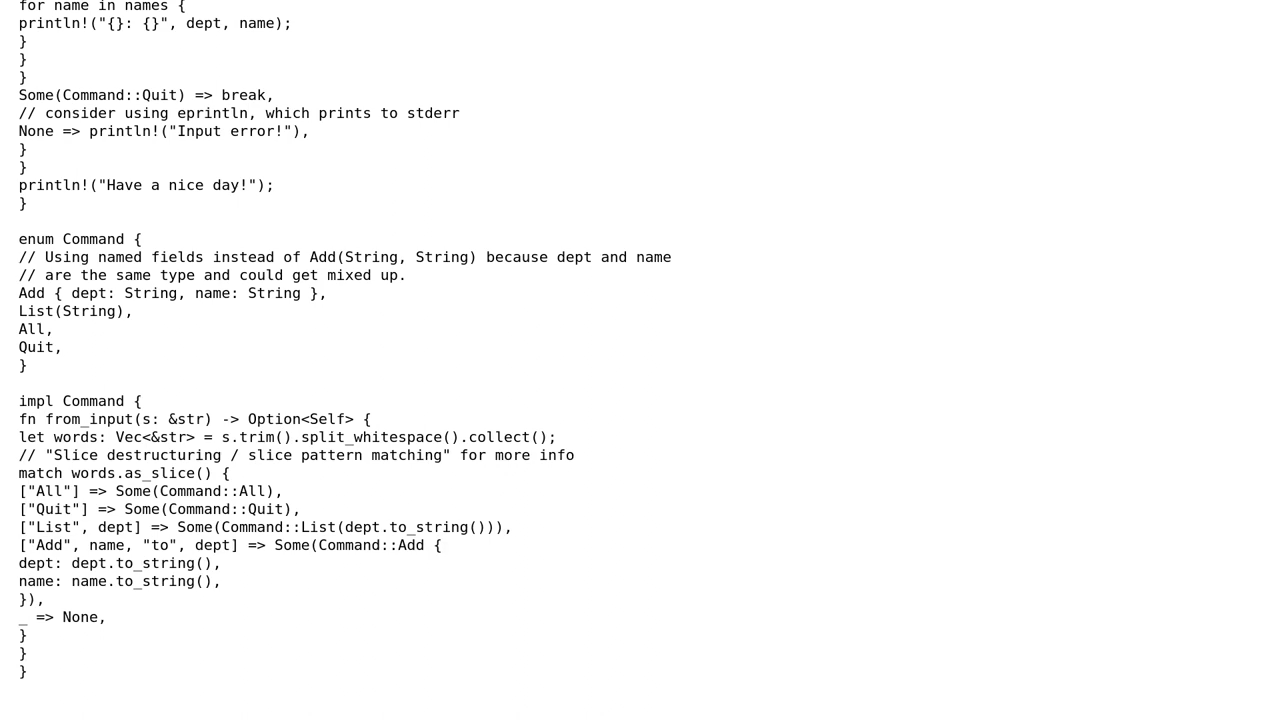 for name in names {
println!("{}: {}", dept, name);
}
}
}
Some(Command::Quit) => break,
// consider using eprintln, which prints to stderr
None => println!("Input error!"),
}
}
println!("Have a nice day!");
}

enum Command {
// Using named fields instead of Add(String, String) because dept and name
// are the same type and could get mixed up.
Add { dept: String, name: String },
List(String),
All,
Quit,
}

impl Command {
fn from_input(s: &str) -> Option<Self> {
let words: Vec<&str> = s.trim().split_whitespace().collect();
// "Slice destructuring / slice pattern matching" for more info
match words.as_slice() {
["All"] => Some(Command::All),
["Quit"] => Some(Command::Quit),
["List", dept] => Some(Command::List(dept.to_string())),
["Add", name, "to", dept] => Some(Command::Add {
dept: dept.to_string(),
name: name.to_string(),
}),
_ => None,
}
}
}